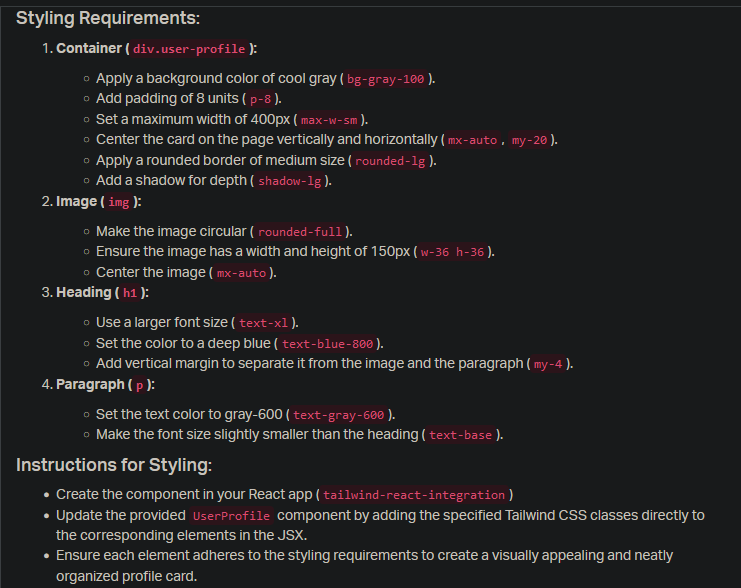 Styling Requirements:
1. Container ( div.user-profile ):
○ Apply a background color of cool gray ( bg-gray-100 ).
○ Add padding of 8 units ( p-8 ).
○ Set a maximum width of 400px ( max-w-sm ).
○ Center the card on the page vertically and horizontally ( mx-auto , my-20 ).
○ Apply a rounded border of medium size ( rounded-lg ).
○ Add a shadow for depth ( shadow-lg ).
2. Image ( img ):
○ Make the image circular ( rounded-full ).
○ Ensure the image has a width and height of 150px ( w-36 h-36 ).
○ Center the image ( mx-auto ).
3. Heading ( h1 ):
○ Use a larger font size ( text-xl ).
○ Set the color to a deep blue ( text-blue-800 ).
○ Add vertical margin to separate it from the image and the paragraph ( my-4 ).
4. Paragraph ( p ):
○ Set the text color to gray-600 ( text-gray-600 ).
○ Make the font size slightly smaller than the heading ( text-base ).
Instructions for Styling:
• Create the component in your React app ( tailwind-react-integration )
• Update the provided UserProfile component by adding the specified Tailwind CSS classes directly to
the corresponding elements in the JSX.
• Ensure each element adheres to the styling requirements to create a visually appealing and neatly
organized profile card.